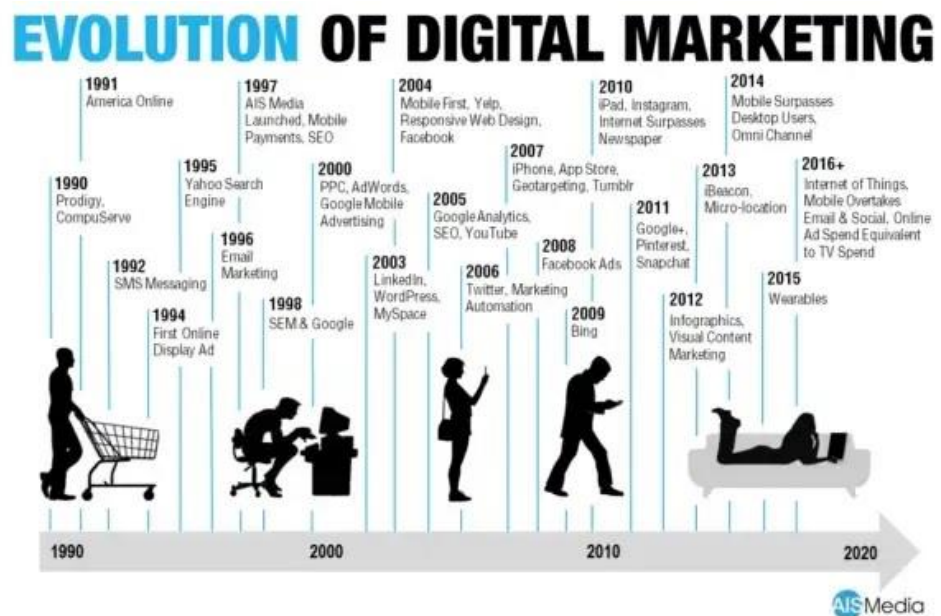 EVOLUTION OF DIGITAL MARKETING
1990
Prodigy,
CompuServe
1991
America Online
1992
SMS Messaging
1994
First Online
Display Ad
1995
Yahoo Search
Engine
1996
Email
Marketing
1997
AIS Media
Launched, Mobile
Payments, SEO
1998
SEM & Google
2000
PPC, AdWords,
Google Mobile
Advertising
2003
LinkedIn,
WordPress,
MySpace
2004
Mobile First, Yelp,
Responsive Web Design,
Facebook
2005
Google Analytics,
SEO, YouTube
2006
Twitter, Marketing
Automation
2007
iPhone, App Store,
Geotargeting, Tumblr
2008
Facebook Ads
2009
Bing
2010
iPad, Instagram,
Internet Surpasses
Newspaper
2011
Google+,
Pinterest,
Snapchat
2012
Infographics,
Visual Content
Marketing
2013
iBeacon,
Micro-location
2014
Mobile Surpasses
Desktop Users,
Omni Channel
2015
Wearables
2016+
Internet of Things,
Mobile Overtakes
Email & Social, Online
Ad Spend Equivalent
to TV Spend
1990 2000 2010 2020
AISMedia